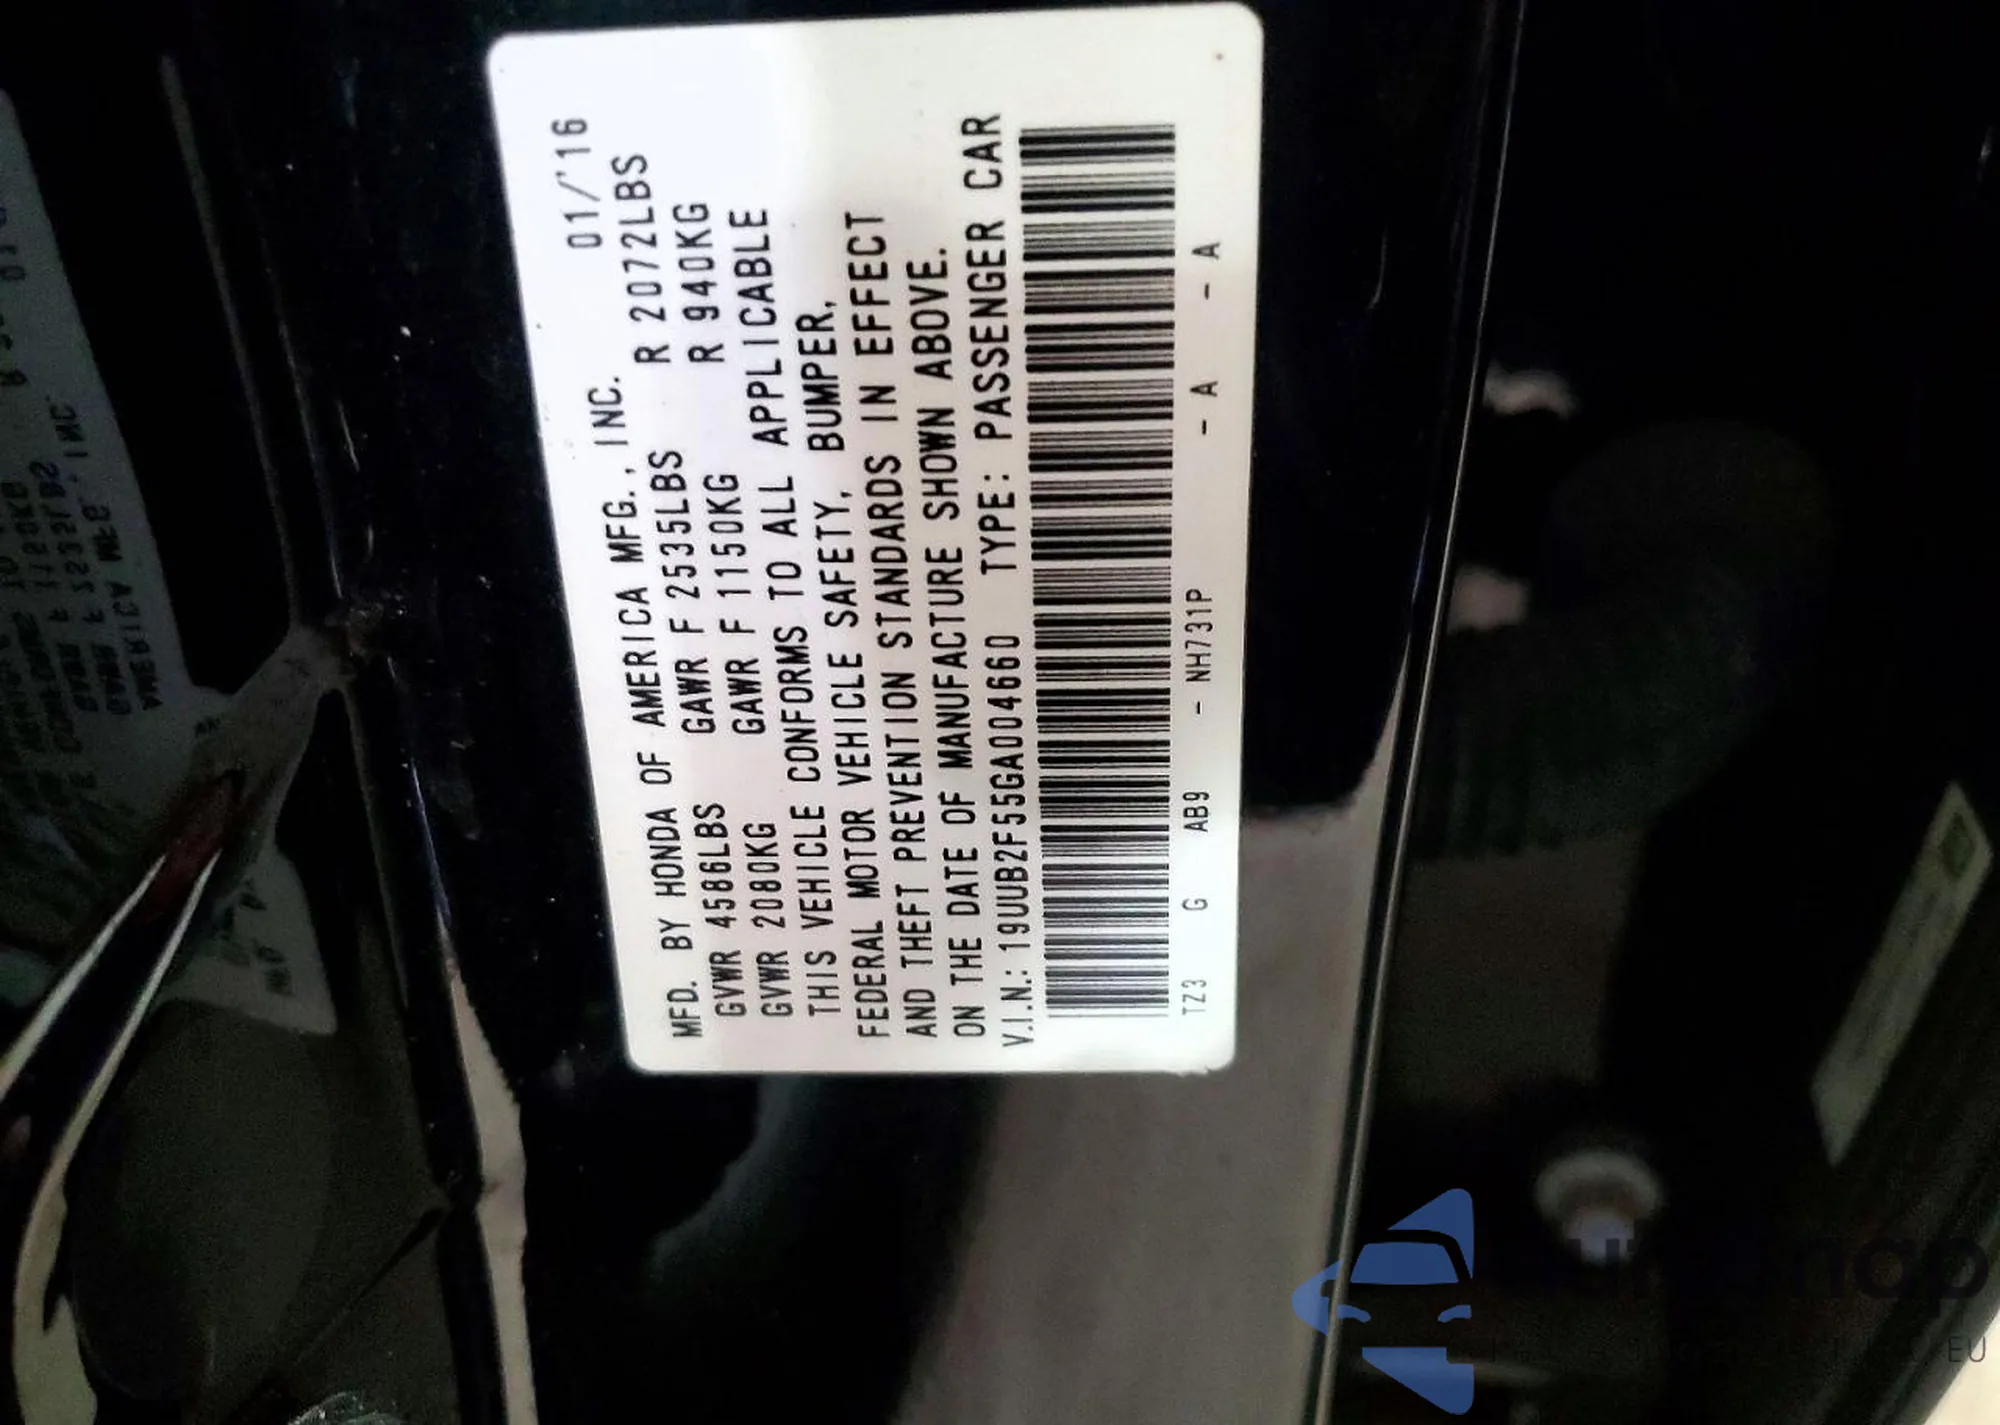 MFD. BY HONDA OF AMERICA MFG., INC. 01/'16
GVWR 4586LBS GAWR F 2535LBS R 2072LBS
GVWR 2080KG GAWR F 1150KG R 940KG
THIS VEHICLE CONFORMS TO ALL APPLICABLE
FEDERAL MOTOR VEHICLE SAFETY, BUMPER,
AND THEFT PREVENTION STANDARDS IN EFFECT
ON THE DATE OF MANUFACTURE SHOWN ABOVE.
V.I.N.: 19UUB2F55GA004660 TYPE: PASSENGER CAR
TZ3 G AB9 - NH731P - A - A
EU